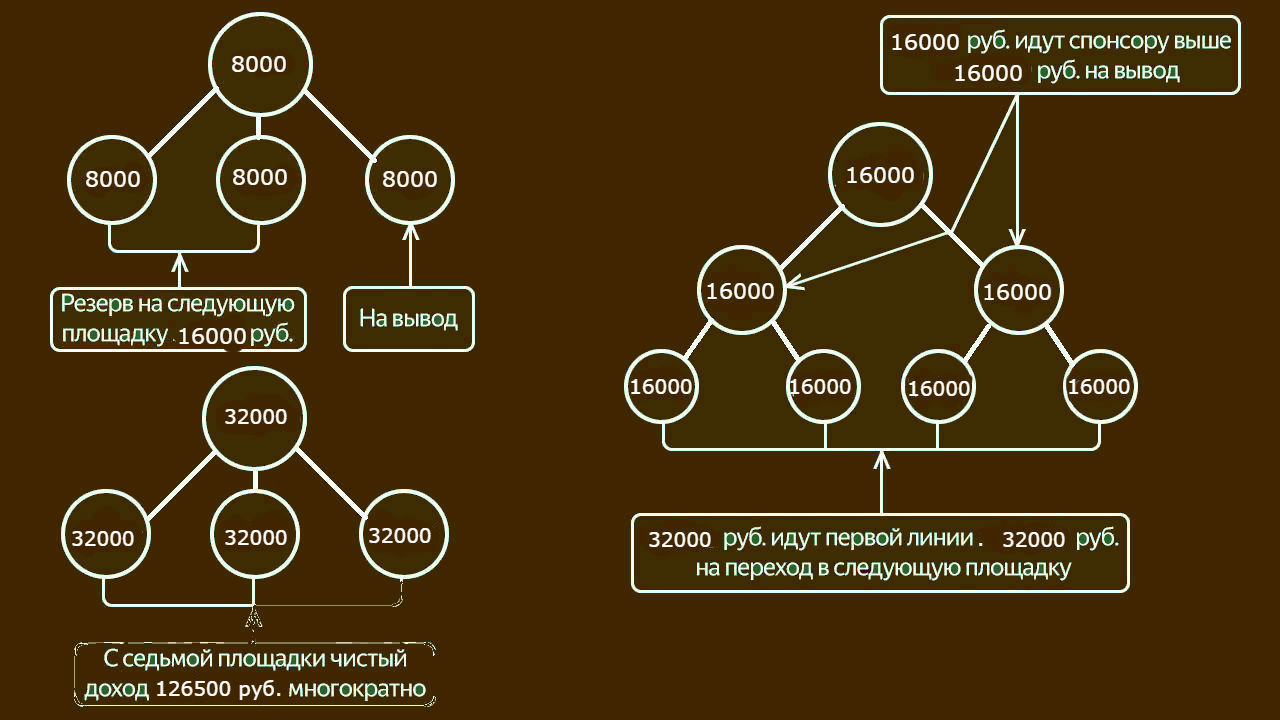 8000
8000
8000
8000
Резерв на следующую
площадку 16000 руб.
На вывод
32000
32000
32000
32000
С седьмой площадки чистый
доход 126500 руб. многократно
16000 руб. идут спонсору выше
16000 руб. на вывод
16000
16000
16000
16000
16000
16000
16000
32000 руб. идут первой линии. 32000 руб.
на переход в следующую площадку